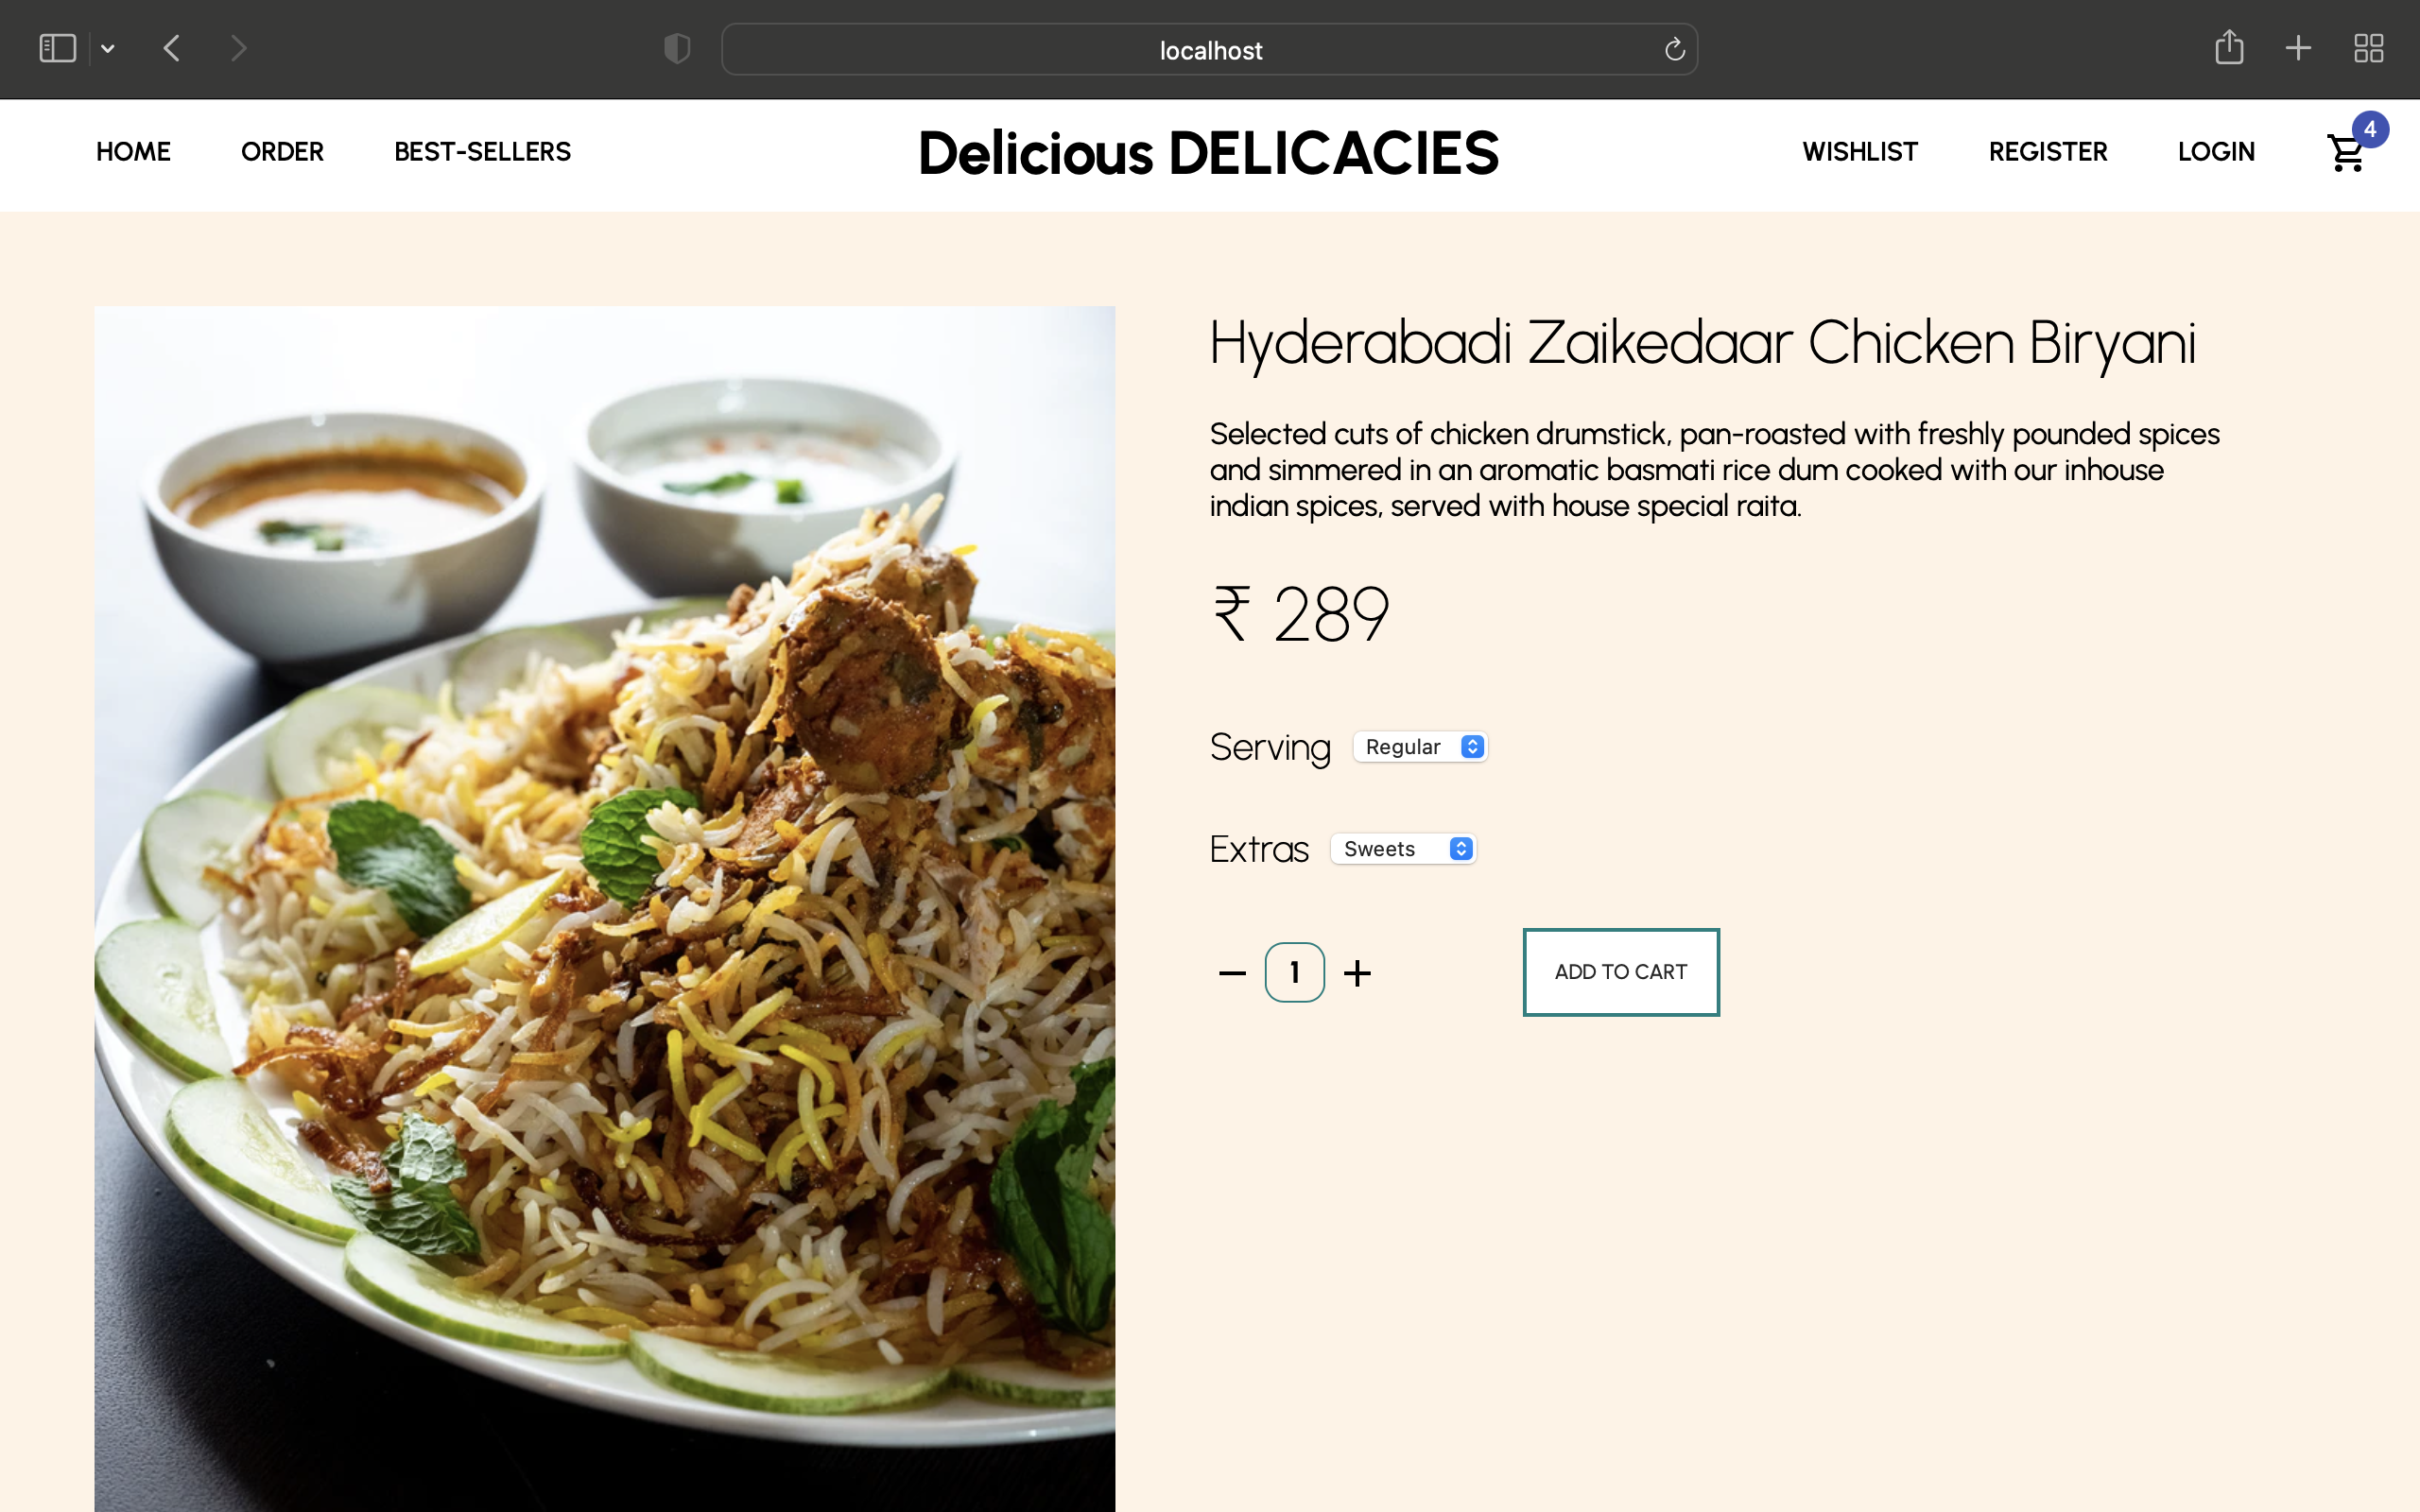 localhost
HOME ORDER BEST-SELLERS Delicious DELICACIES WISHLIST REGISTER LOGIN 4
Hyderabadi Zaikedaar Chicken Biryani
Selected cuts of chicken drumstick, pan-roasted with freshly pounded spices
and simmered in an aromatic basmati rice dum cooked with our inhouse
indian spices, served with house special raita.
₹ 289
Serving Regular
Extras Sweets
1 ADD TO CART